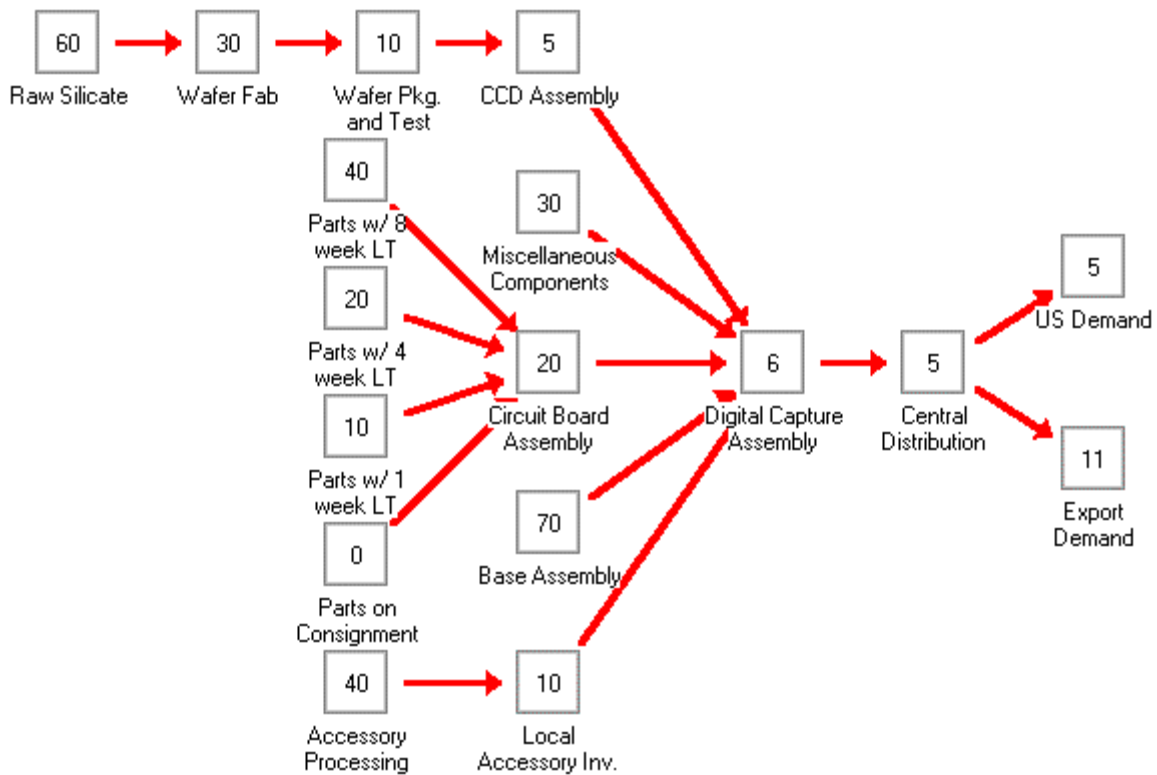 60
30
10
5
Raw Silicate
Wafer Fab
Wafer Pkg.
and Test
CCD Assembly
40
Parts w/ 8
week LT
30
Miscellaneous
Components
5
US Demand
20
Parts w/ 4
week LT
20
Circuit Board
Assembly
6
Digital Capture
Assembly
5
Central
Distribution
10
Parts w/ 1
week LT
11
Export
Demand
70
Base Assembly
0
Parts on
Consignment
40
Accessory
Processing
10
Local
Accessory Inv.